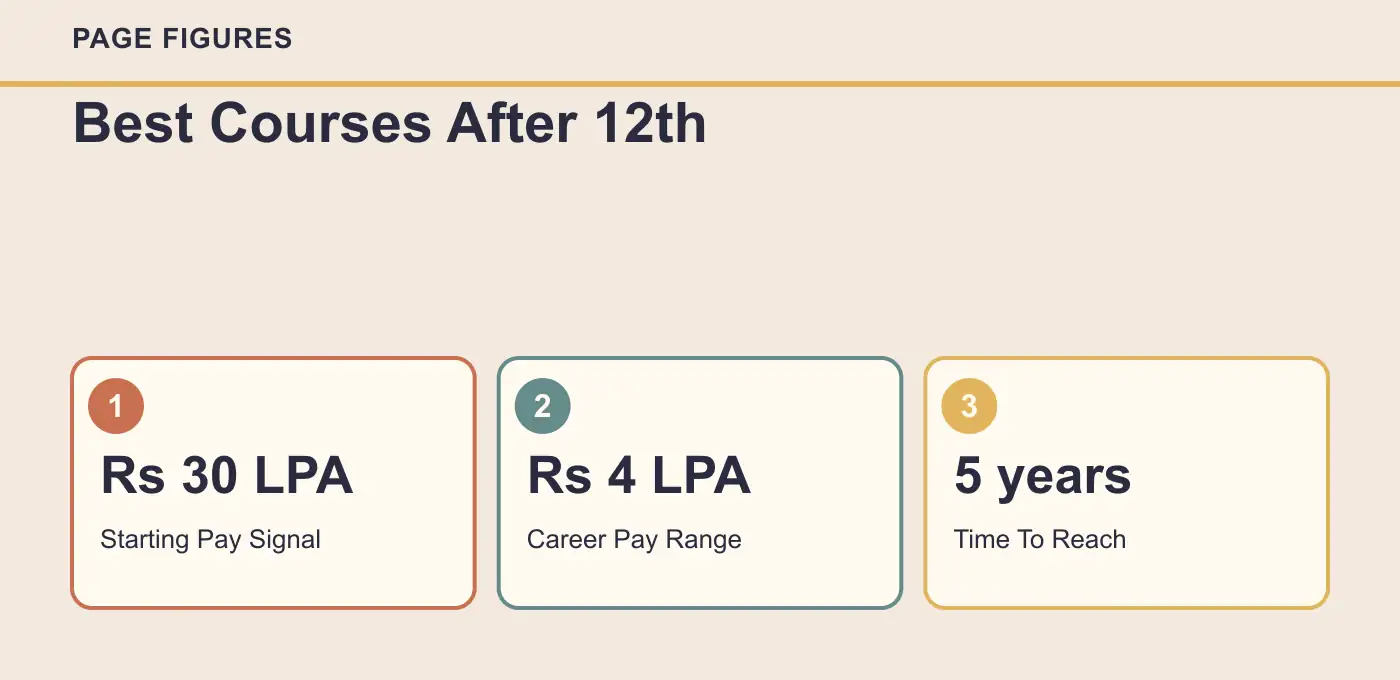 PAGE FIGURES
Best Courses After 12th
1
Rs 30 LPA
Starting Pay Signal
2
Rs 4 LPA
Career Pay Range
3
5 years
Time To Reach